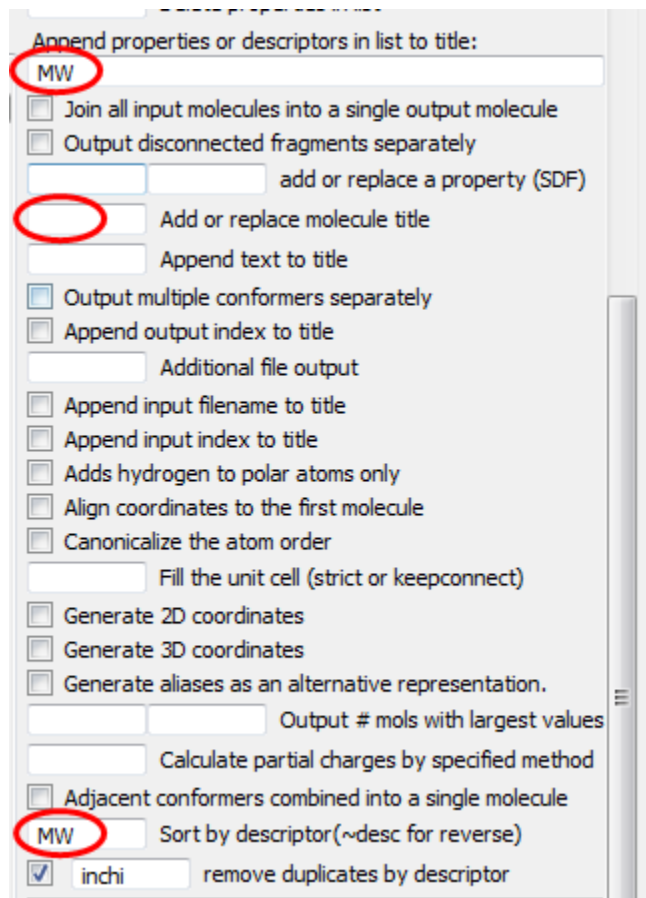 Append properties or descriptors in list to title:
MW
Join all input molecules into a single output molecule
Output disconnected fragments separately
add or replace a property (SDF)
Add or replace molecule title
Append text to title
Output multiple conformers separately
Append output index to title
Additional file output
Append input filename to title
Append input index to title
Adds hydrogen to polar atoms only
Align coordinates to the first molecule
Canonicalize the atom order
Fill the unit cell (strict or keepconnect)
Generate 2D coordinates
Generate 3D coordinates
Generate aliases as an alternative representation.
Output # mols with largest values
Calculate partial charges by specified method
Adjacent conformers combined into a single molecule
MW Sort by descriptor(~desc for reverse)
inchi remove duplicates by descriptor